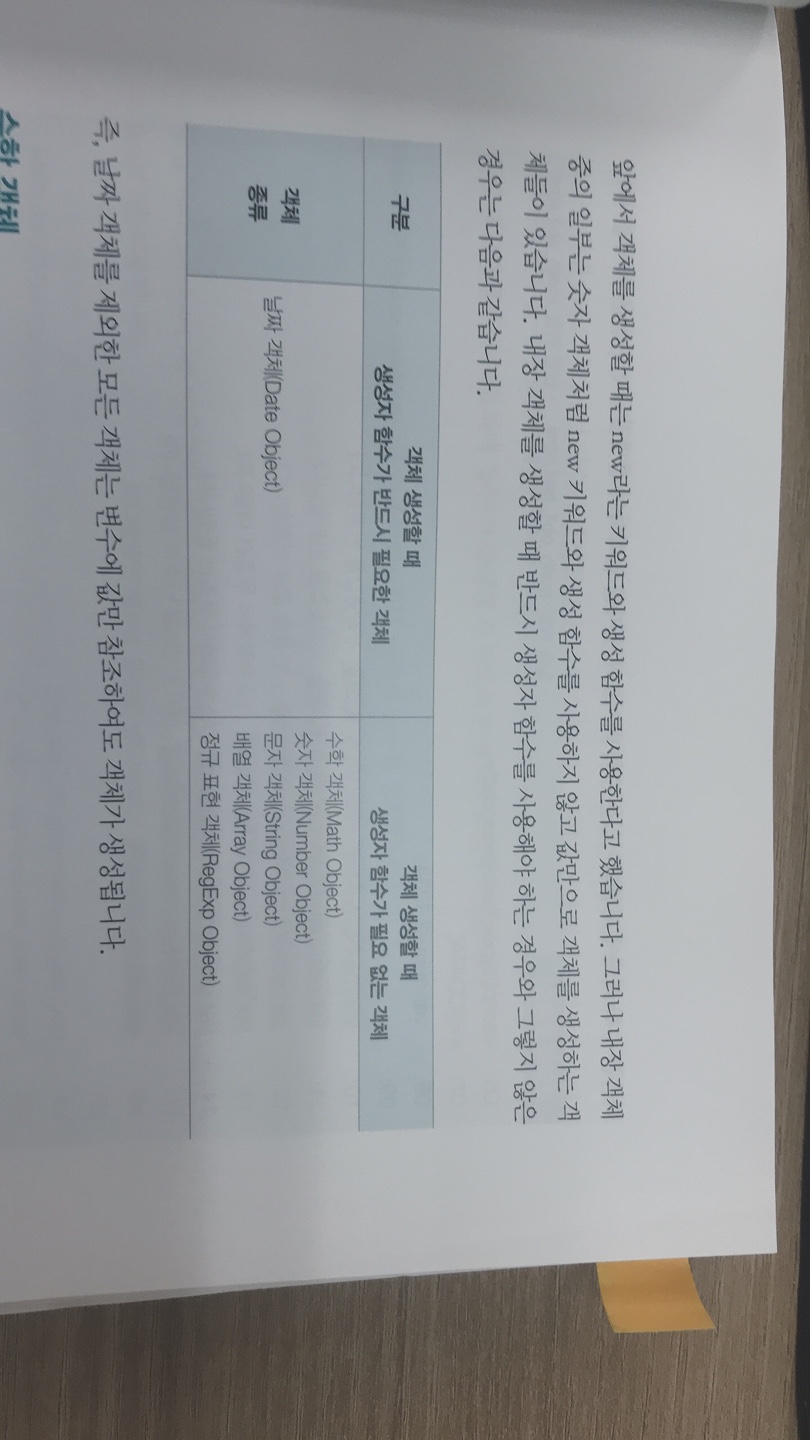 앞에서 객체를 생성할 때는 new라는 키워드와 생성 함수를 사용한다고 했습니다. 그러나 내장 객체
중의 일부는 숫자 객체처럼 new 키워드와 생성 함수를 사용하지 않고 값만으로 객체를 생성하는 객
체들이 있습니다. 내장 객체를 생성할 때 반드시 생성자 함수를 사용해야 하는 경우와 그렇지 않은
경우는 다음과 같습니다.
구분
객체 생성할 때
생성자 함수가 반드시 필요한 객체
객체 생성할 때
생성자 함수가 필요 없는 객체
객체
종류
날짜 객체(Date Object)
수화 객체(Math Object)
숫자 객체(Number Object)
문자 객체(String Object)
배열 객체(Array Object)
정규 표현 객체(RegExp Object)
즉, 날짜 객체를 제외한 모든 객체는 변수에 값만 참조하여도 객체가 생성됩니다.
수학 객체